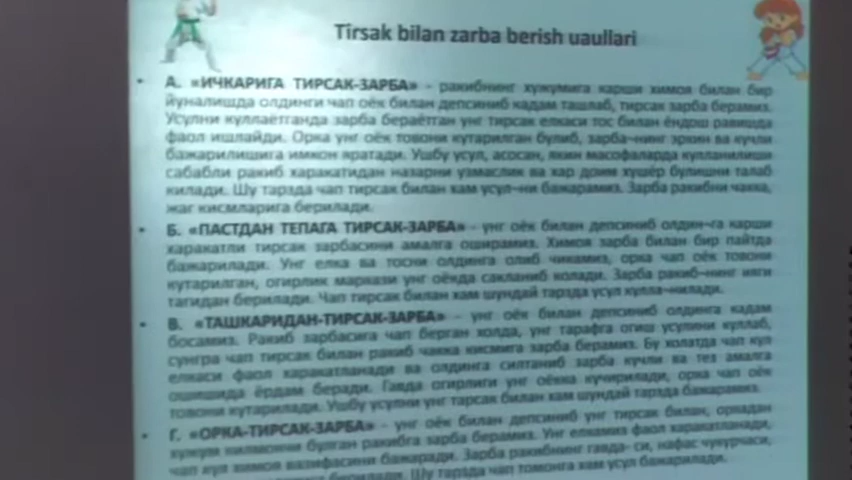 Tirsak bilan zarba berish uaullari
• А. «ИЧКАРИГА ТИРСАК-ЗАРБА» - ракибнинг хужумига карши химоя билан бир
йуналишда олдинги чап оёк билан депсиниб кадам ташлаб, тирсак зарба берамиз.
Усулни куллаётганда зарба бераётган унг тирсак елкаси тос билан ёндош равишда
фаол ишлайди. Орка унг оёк товони кутарилган булиб, зарба-нинг эркин ва кучли
бажарилишига имкон яратади. Ушбу усул, асосан, якин масофаларда кулланилиши
сабабли ракиб харакатидан назарни узмаслик ва хар доим хушёр булишни талаб
килади. Шу тарзда чап тирсак билан кам усул-ни бажарамиз. Зарба ракибни чакка,
жаг кисмларига берилади.
• Б. «ПАСТДАН ТЕПАГА ТИРСАК-ЗАРБА» - унг оёк билан депсиниб олдин-га карши
харакатли тирсак зарбасини амалга оширамиз. Химоя зарба билан бир пайтда
бажарилади. Унг елка ва тосни олдинга олиб чикамиз, орка чап оёк товони
кутарилган, огирлик маркази унг оёкда сакланиб колади. Зарба ракиб-нинг ияги
тагидан берилади. Чап тирсак билан кам шундай тарзда усул кулла-нилади.
• В. «ТАШКАРИДАН-ТИРСАК-ЗАРБА» - унг оёк билан депсиниб олдинга кадам
босамиз. Ракиб зарбасига чап берган холда, унг тарафга огиш усулини куллаб,
сунгра чап тирсак билан ракиб чакка кисмига зарба берамиз. Бу холатда чап кул
елкаси фаол харакатланади ва олдинга силтаниб зарба кучли ва тез амалга
ошишида ёрдам беради. Гавда огирлиги унг оёкка кучирилади, орка чап оёк
товони кутарилади. Ушбу усулни унг тарсак билан кам шундай тарзда бажарамиз.
• Г. «ОРКА-ТИРСАК-ЗАРБА» - унг оёк билан депсиниб унг тирсак билан, оркадан
хужум килмокчи булган ракибга зарба берамиз. Унг елкамиз фаол харакатланади,
чап кул химоя вазифасини бажаради. Зарба ракибнинг гавда- си, нафас чукурчаси,
берилади. Шу тарзда чап томонга кам усул бажарилади.